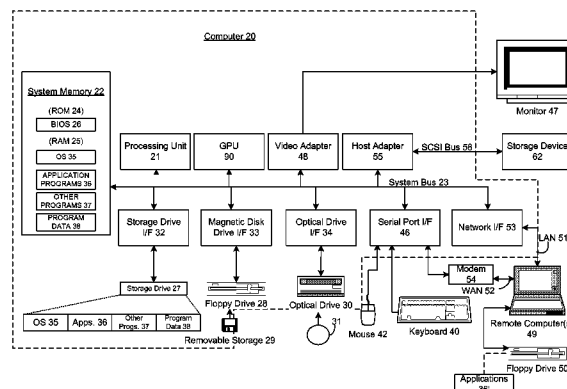 Computer 20
System Memory 22
(ROM 24)
BIOS 26
(RAM 25)
OS 35
APPLICATION
PROGRAMS 36
OTHER
PROGRAMS 37
PROGRAM
DATA 38
Processing Unit
21
GPU
90
Video Adapter
48
Host Adapter
55
SCSI Bus 56
Monitor 47
Storage Device
62
System Bus 23
Storage Drive
I/F 32
Magnetic Disk
Drive I/F 33
Optical Drive
I/F 34
Serial Port I/F
46
Network I/F 53
LAN 51
Modem
54
WAN 52
Storage Drive 27
OS 35
Apps. 36
Other
Progs. 37
Program
Data 38
Floppy Drive 28
Removable Storage 29
Optical Drive 30
31
Mouse 42
Keyboard 40
Remote Computer(
49
Floppy Drive 50
Applications